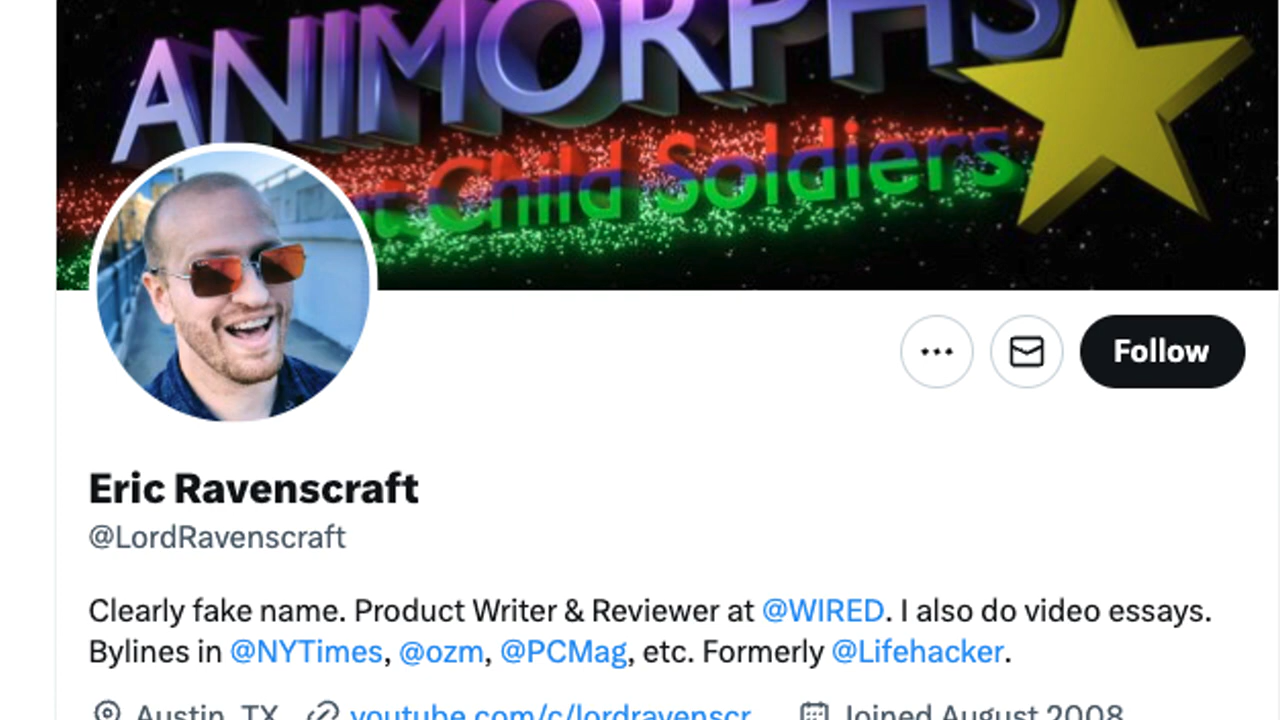 ANIMORPHS
Child Soldiers
Follow
Eric Ravenscraft
@LordRavenscraft
Clearly fake name. Product Writer & Reviewer at @WIRED. I also do video essays.
Bylines in @NYTimes, @ozm, @PCMag, etc. Formerly @Lifehacker.
Austin, TX youtube.com/c/lordravenscr... Joined August 2008